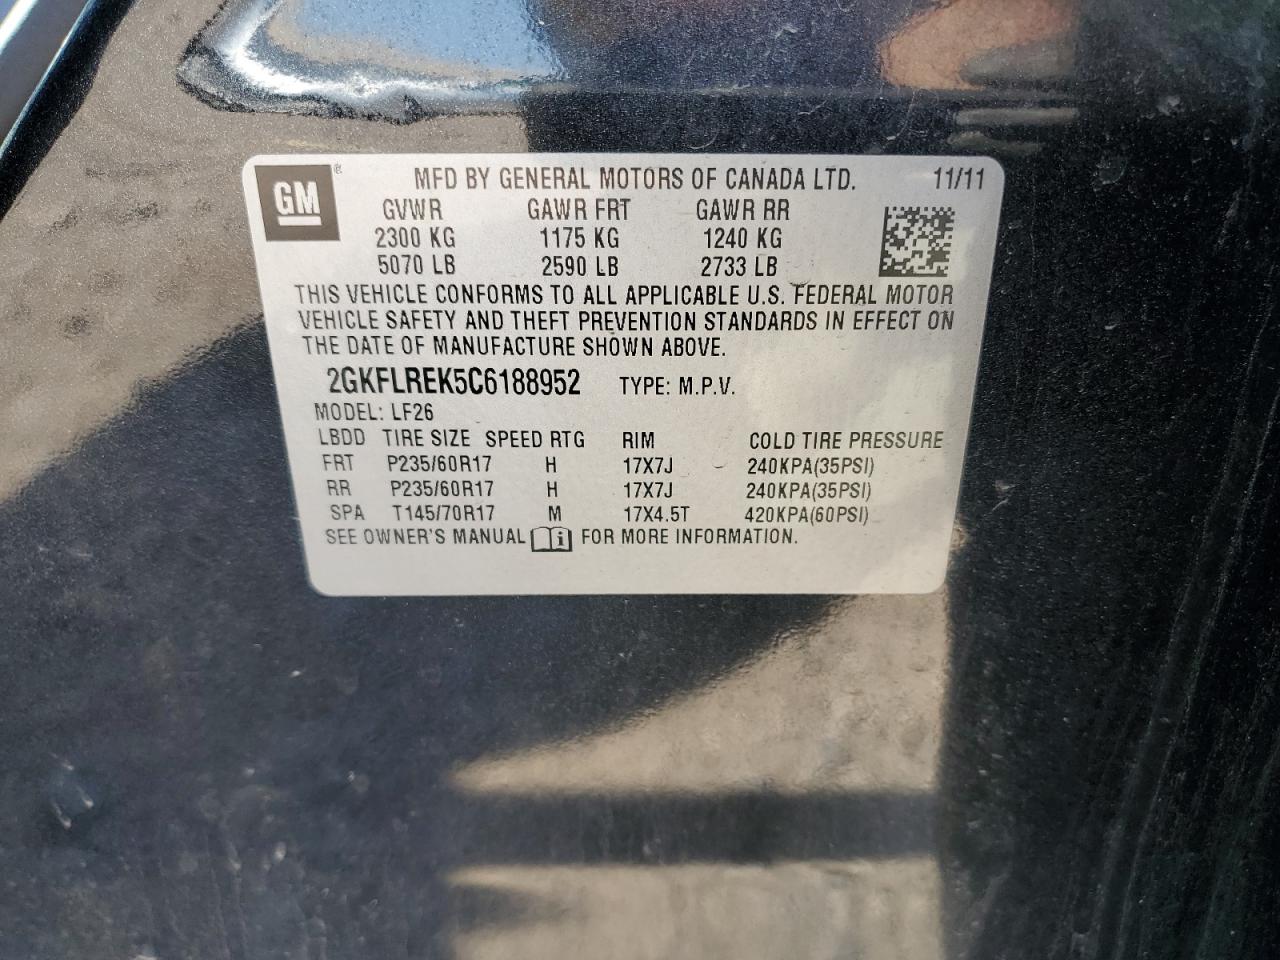 GM ® MFD BY GENERAL MOTORS OF CANADA LTD. 11/11
GVWR GAWR FRT GAWR RR
2300 KG 1175 KG 1240 KG
5070 LB 2590 LB 2733 LB
THIS VEHICLE CONFORMS TO ALL APPLICABLE U.S. FEDERAL MOTOR
VEHICLE SAFETY AND THEFT PREVENTION STANDARDS IN EFFECT ON
THE DATE OF MANUFACTURE SHOWN ABOVE.
2GKFLREK5C6188952 TYPE: M.P.V.
MODEL: LF26
LBDD TIRE SIZE SPEED RTG RIM COLD TIRE PRESSURE
FRT P235/60R17 H 17X7J 240KPA(35PSI)
RR P235/60R17 H 17X7J 240KPA(35PSI)
SPA T145/70R17 M 17X4.5T 420KPA(60PSI)
SEE OWNER'S MANUAL i FOR MORE INFORMATION.